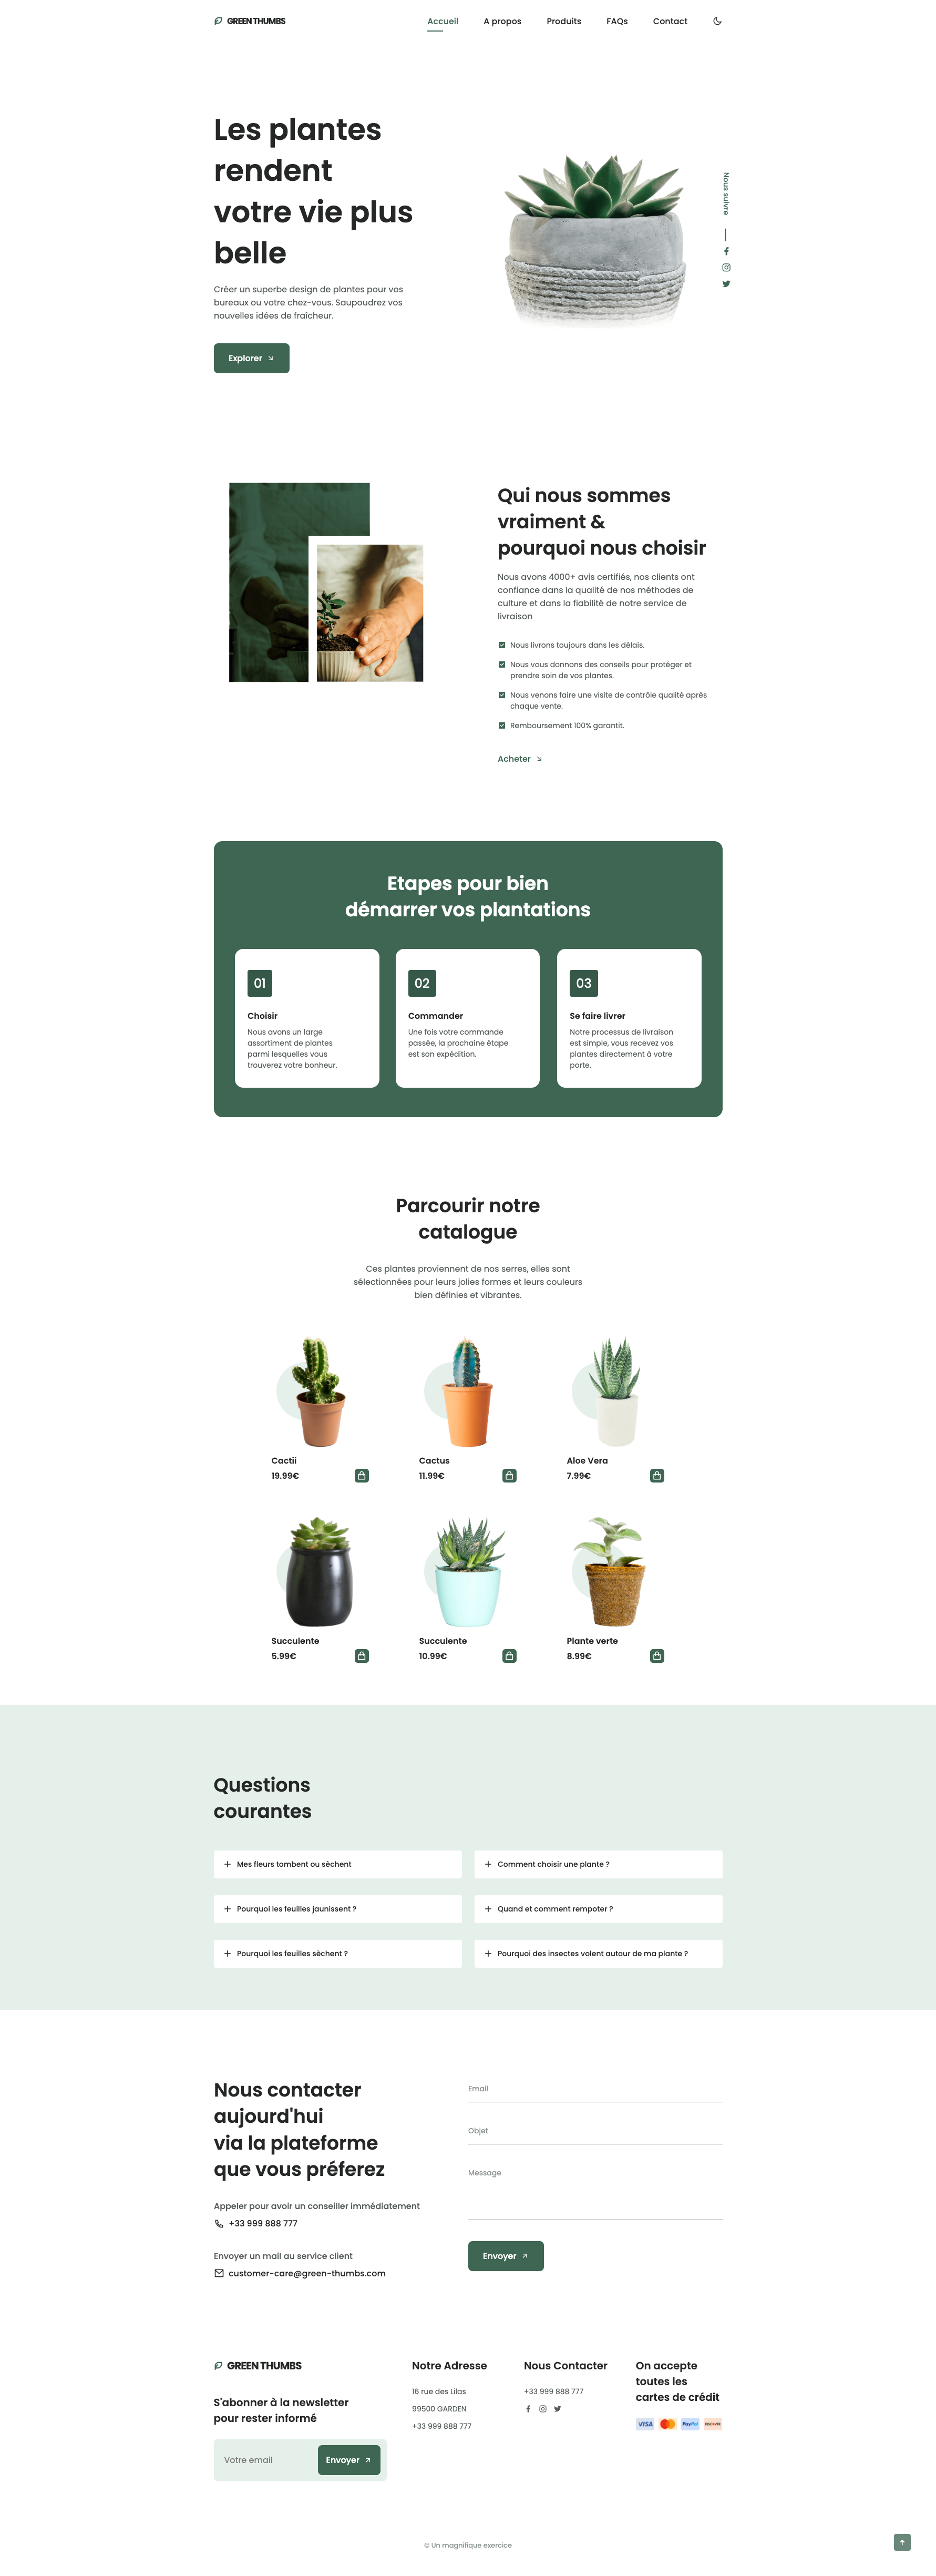 GREEN THUMBS
Accueil
A propos
Produits
FAQs
Contact
Les plantes
rendent
votre vie plus
belle
Créer un superbe design de plantes pour vos
bureaux ou votre chez-vous. Saupoudrez vos
nouvelles idées de fraîcheur.
Explorer
Nous suivre
Qui nous sommes
vraiment &
pourquoi nous choisir
Nous avons 4000+ avis certifiés, nos clients ont
confiance dans la qualité de nos méthodes de
culture et dans la fiabilité de notre service de
livraison
Nous livrons toujours dans les délais.
Nous vous donnons des conseils pour protéger et
prendre soin de vos plantes.
Nous venons faire une visite de contrôle qualité après
chaque vente.
Remboursement 100% garantit.
Acheter
Etapes pour bien
démarrer vos plantations
01
Choisir
Nous avons un large
assortiment de plantes
parmi lesquelles vous
trouverez votre bonheur.
02
Commander
Une fois votre commande
passée, la prochaine étape
est son expédition.
03
Se faire livrer
Notre processus de livraison
est simple, vous recevez vos
plantes directement à votre
porte.
Parcourir notre
catalogue
Ces plantes proviennent de nos serres, elles sont
sélectionnées pour leurs jolies formes et leurs couleurs
bien définies et vibrantes.
Cactii
19.99€
Cactus
11.99€
Aloe Vera
7.99€
Succulente
5.99€
Succulente
10.99€
Plante verte
8.99€
Questions
courantes
Mes fleurs tombent ou sèchent
Comment choisir une plante ?
Pourquoi les feuilles jaunissent ?
Quand et comment rempoter ?
Pourquoi les feuilles sèchent ?
Pourquoi des insectes volent autour de ma plante ?
Nous contacter
aujourd'hui
via la plateforme
que vous préferez
Appeler pour avoir un conseiller immédiatement
+33 999 888 777
Envoyer un mail au service client
customer-care@green-thumbs.com
Email
Objet
Message
Envoyer
GREEN THUMBS
S'abonner à la newsletter
pour rester informé
Votre email
Envoyer
Notre Adresse
16 rue des Lilas
99500 GARDEN
+33 999 888 777
Nous Contacter
+33 999 888 777
On accepte
toutes les
cartes de crédit
VISA
PayPal
DISCOVER
© Un magnifique exercice